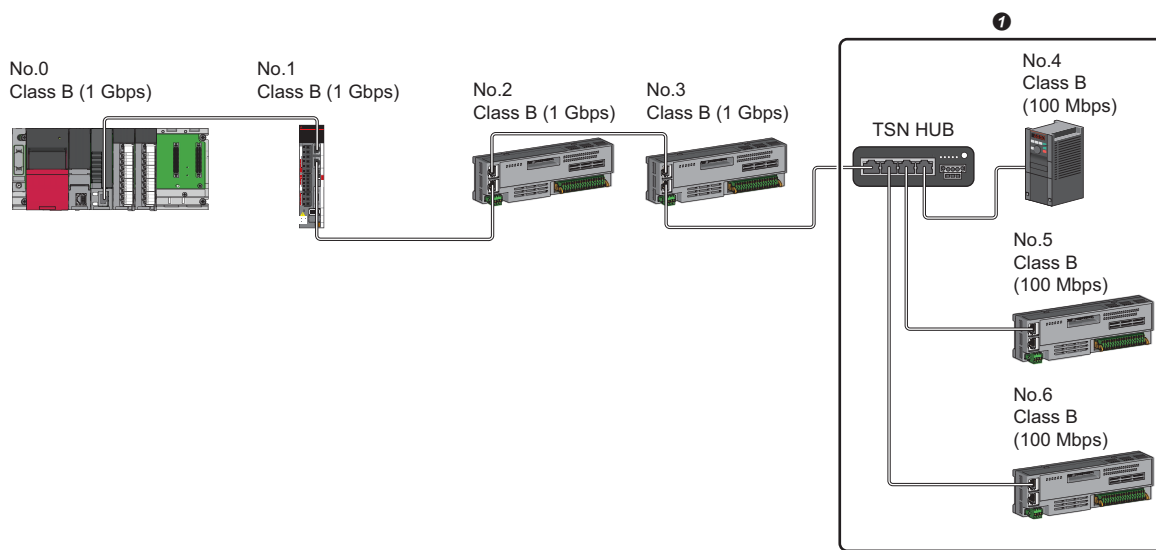 ❶
No.0
Class B (1 Gbps)
No.1
Class B (1 Gbps)
No.2
Class B (1 Gbps)
No.3
Class B (1 Gbps)
TSN HUB
No.4
Class B
(100 Mbps)
No.5
Class B
(100 Mbps)
No.6
Class B
(100 Mbps)